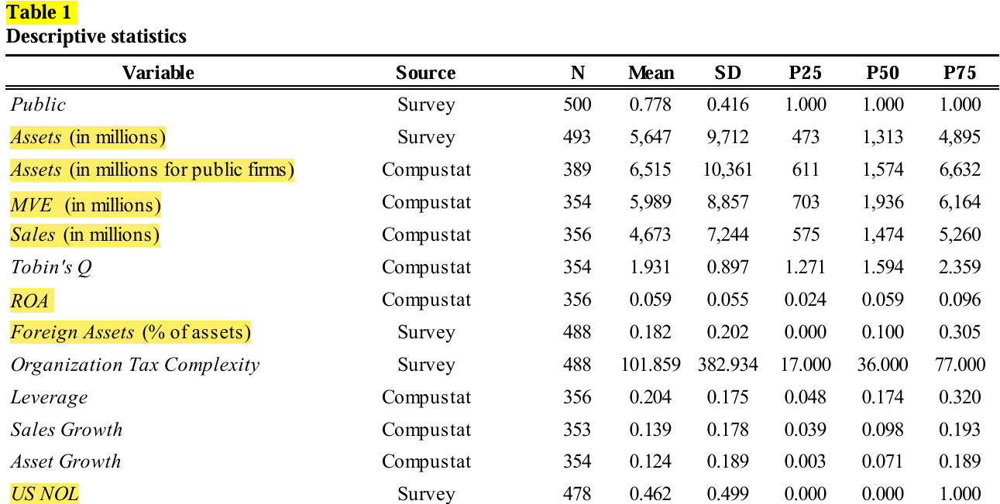 Table 1
Descriptive statistics
Variable Source N Mean SD P25 P50 P75
Public Survey 500 0.778 0.416 1.000 1.000 1.000
Assets (in millions) Survey 493 5,647 9,712 473 1,313 4,895
Assets (in millions for public firms) Compustat 389 6,515 10,361 611 1,574 6,632
MVE (in millions) Compustat 354 5,989 8,857 703 1,936 6,164
Sales (in millions) Compustat 356 4,673 7,244 575 1,474 5,260
Tobin's Q Compustat 354 1.931 0.897 1.271 1.594 2.359
ROA Compustat 356 0.059 0.055 0.024 0.059 0.096
Foreign Assets (% of assets) Survey 488 0.182 0.202 0.000 0.100 0.305
Organization Tax Complexity Survey 488 101.859 382.934 17.000 36.000 77.000
Leverage Compustat 356 0.204 0.175 0.048 0.174 0.320
Sales Growth Compustat 353 0.139 0.178 0.039 0.098 0.193
Asset Growth Compustat 354 0.124 0.189 0.003 0.071 0.189
US NOL Survey 478 0.462 0.499 0.000 0.000 1.000